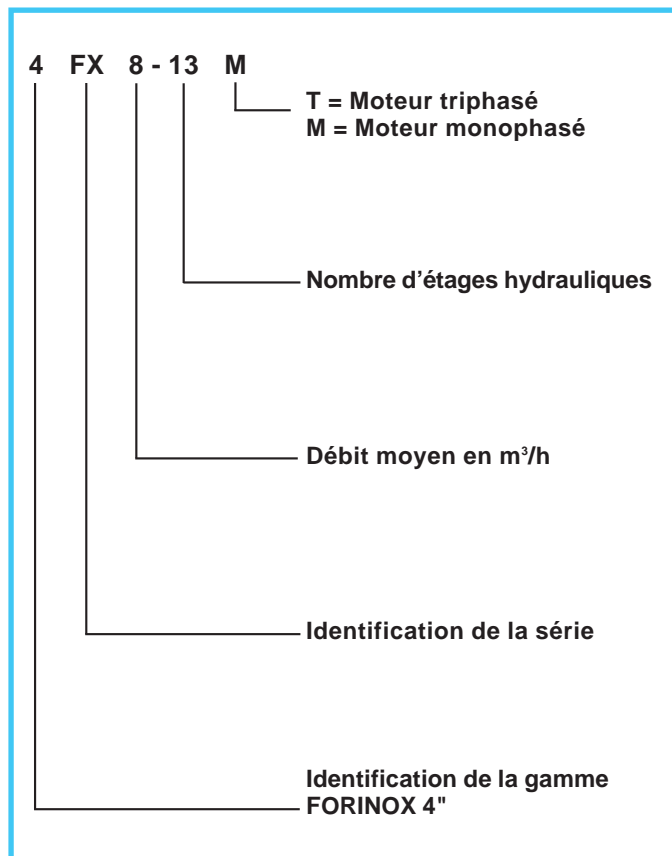 4 FX 8 - 13 M
T = Moteur triphasé
M = Moteur monophasé
Nombre d’étages hydrauliques
Débit moyen en m³/h
Identification de la série
Identification de la gamme
FORINOX 4"